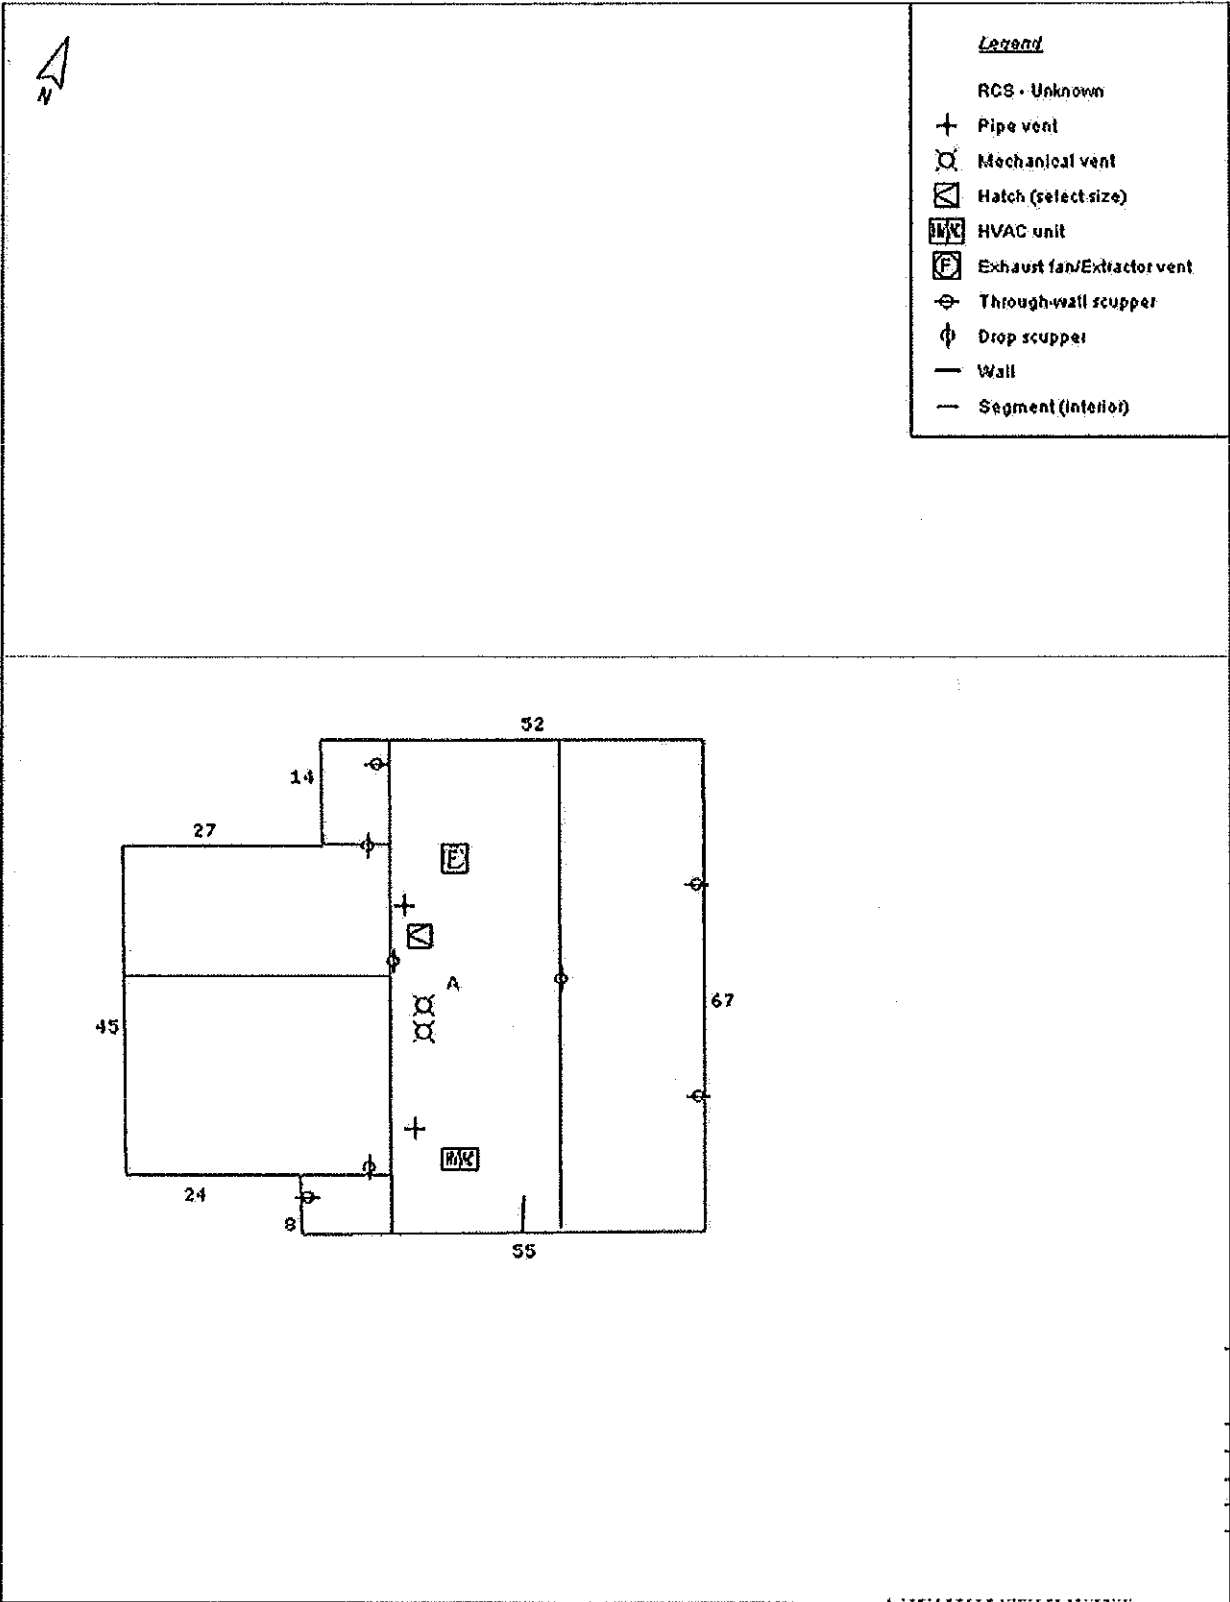 N
Legend
RCS - Unknown
Pipe vent
Mechanical vent
Hatch (select size)
HVAC unit
F Exhaust fan/Extractor vent
Through-wall scupper
Drop scupper
Wall
Segment (interior)
52
14
27
F
A
67
45
24
8
55